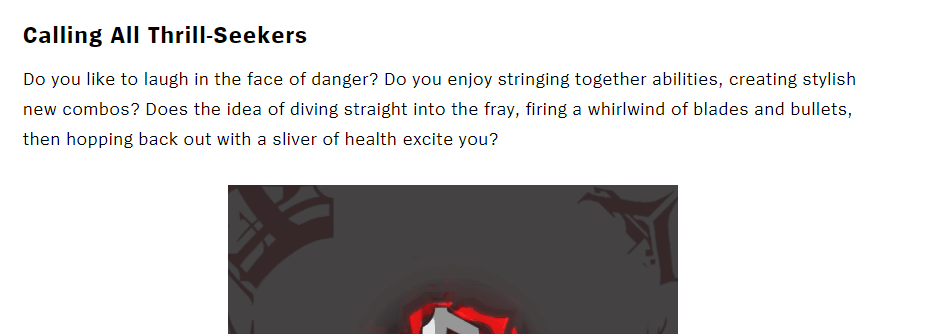 Calling All Thrill-Seekers
Do you like to laugh in the face of danger? Do you enjoy stringing together abilities, creating stylish
new combos? Does the idea of diving straight into the fray, firing a whirlwind of blades and bullets,
then hopping back out with a sliver of health excite you?